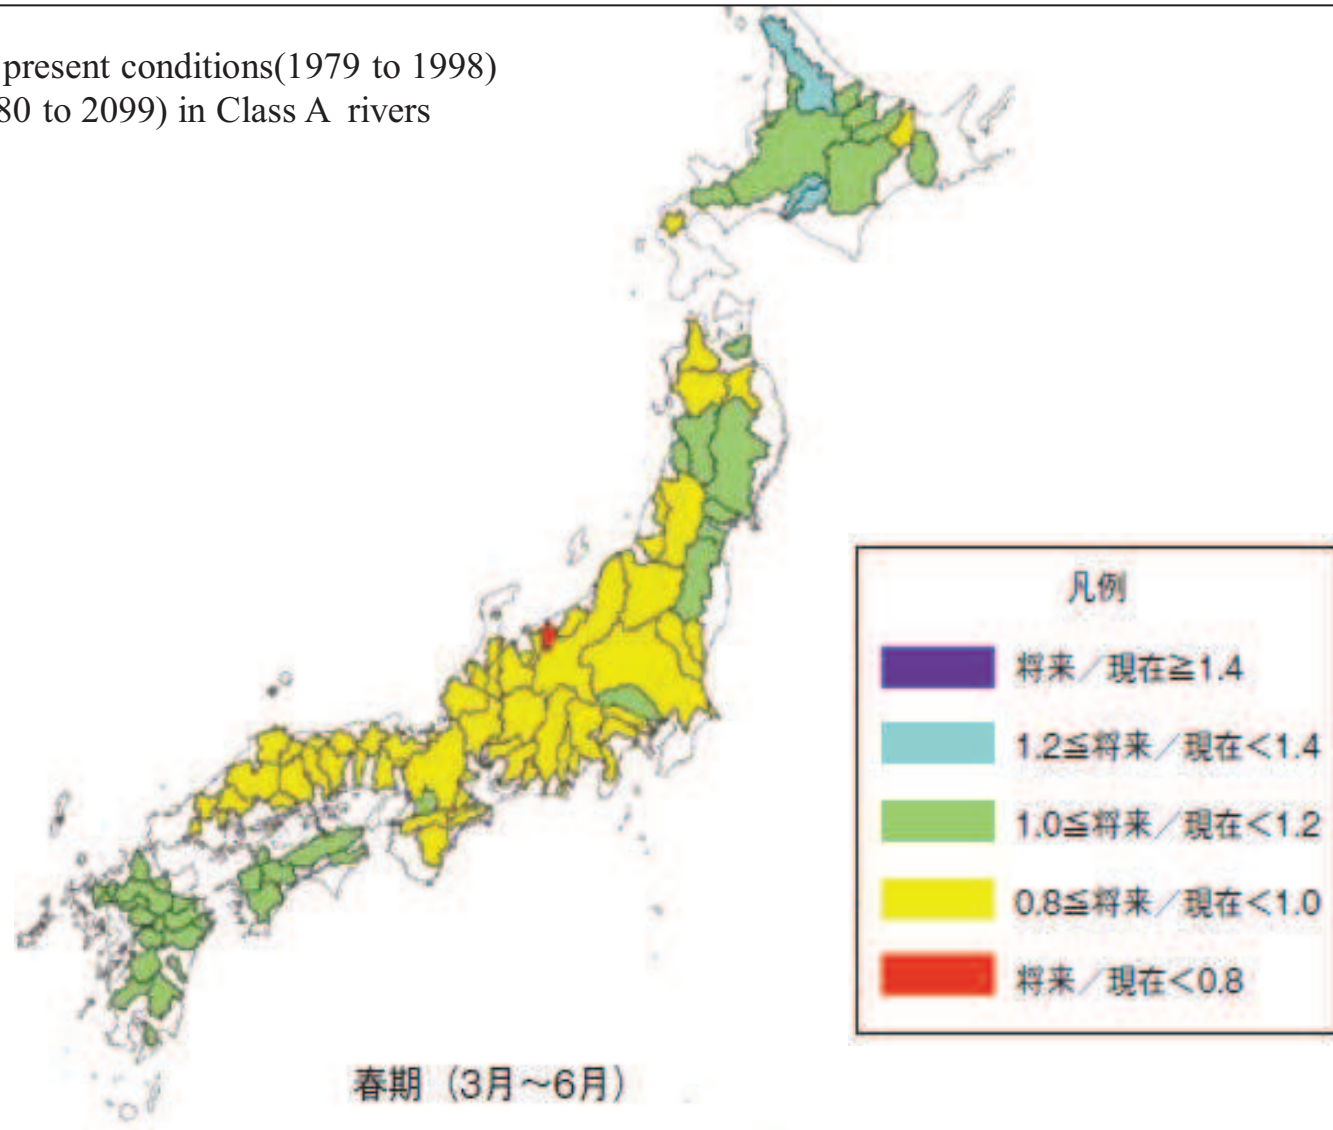 present conditions(1979 to 1998)
80 to 2099) in Class A rivers
凡例
将来／現在≧1.4
1.2≦将来／現在＜1.4
1.0≦将来／現在＜1.2
0.8≦将来／現在＜1.0
将来／現在＜0.8
春期（3月～6月）